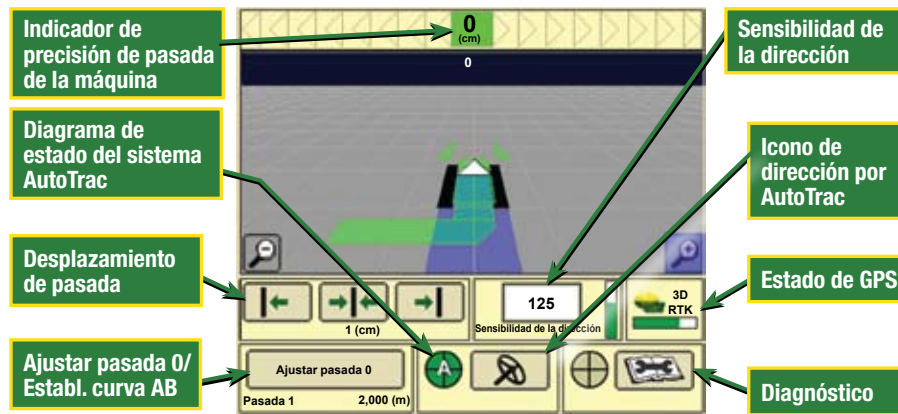 Indicador de
precisión de pasada
de la máquina
0
(cm)
0
Sensibilidad de
la dirección
Diagrama de
estado del sistema
AutoTrac
Icono de
dirección por
AutoTrac
Desplazamiento
de pasada
1 (cm)
125
Sensibilidad de la dirección
3D
RTK
Estado de GPS
Ajustar pasada 0/
Establ. curva AB
Ajustar pasada 0
Pasada 1 2,000 (m)
A
Diagnóstico